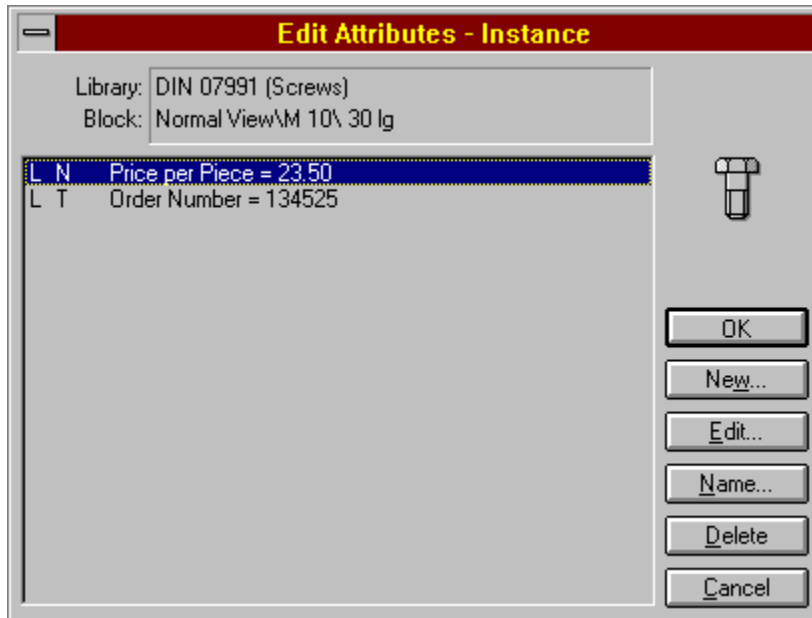 Edit Attributes - Instance
Library: DIN 07991 (Screws)
Block: Normal View\M 10\ 30 lg
L N Price per Piece = 23.50
L T Order Number = 134525
OK
New...
Edit...
Name...
Delete
Cancel